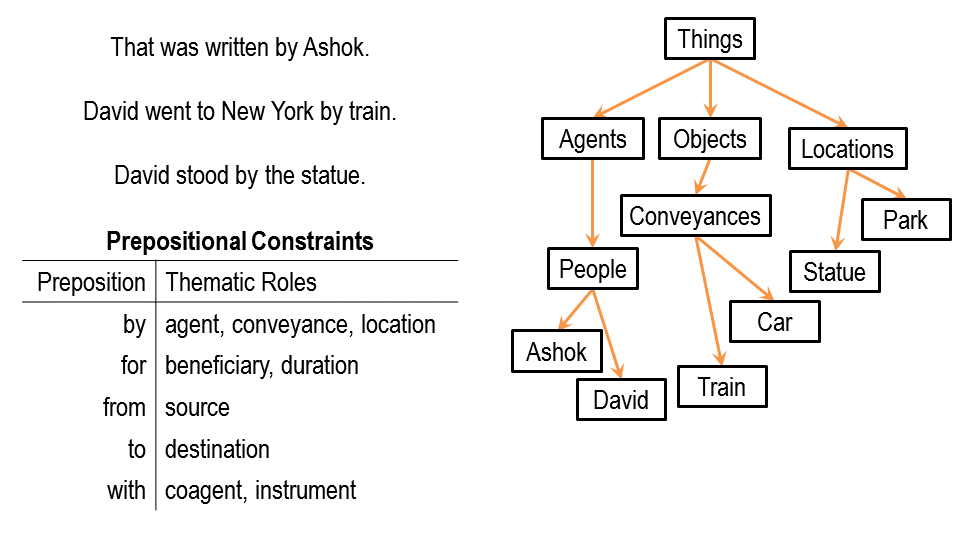 That was written by Ashok.
David went to New York by train.
David stood by the statue.
Prepositional Constraints
Preposition Thematic Roles
by agent, conveyance, location
for beneficiary, duration
from source
to destination
with coagent, instrument
Things
Agents Objects Locations
Conveyances Park
People Statue
Ashok Car
David Train